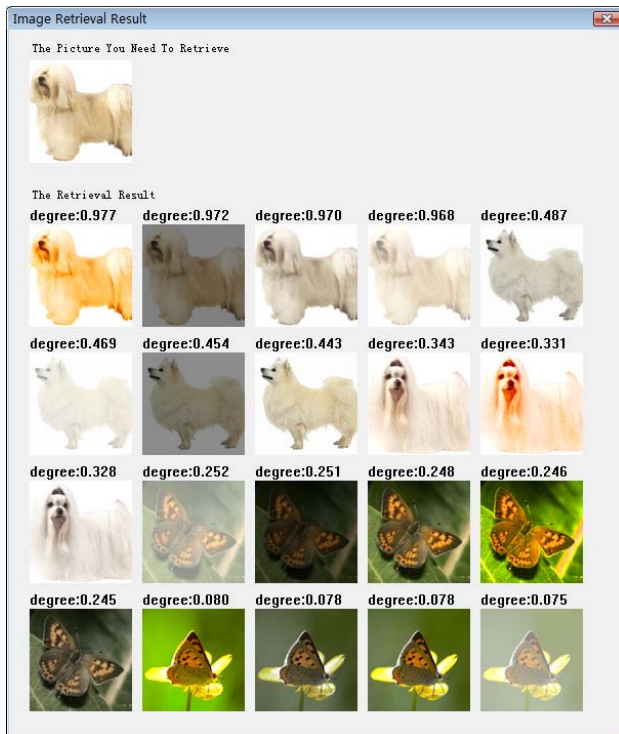 Image Retrieval Result
The Picture You Need To Retrieve
The Retrieval Result
degree:0.977 degree:0.972 degree:0.970 degree:0.968 degree:0.487
degree:0.469 degree:0.454 degree:0.443 degree:0.343 degree:0.331
degree:0.328 degree:0.252 degree:0.251 degree:0.248 degree:0.246
degree:0.245 degree:0.080 degree:0.078 degree:0.078 degree:0.075